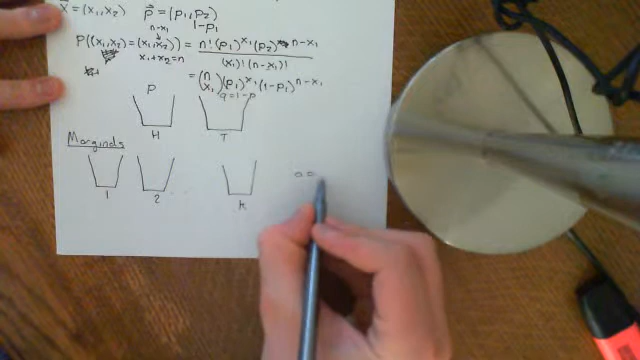 x⃗ = (x₁, x₂) p⃗ = (p₁, p₂)
1-p₁
n-x₁
P((x₁, x₂) = (x₁, x₂)) = n! (p₁)^x₁ (p₂)^n-x₁
x₁+x₂=n (x₁)! (n-x₁)!
= (n x₁) (p₁)^x₁ (1-p₁)^n-x₁
P q=1-p
H T
Marginals
1 2 k